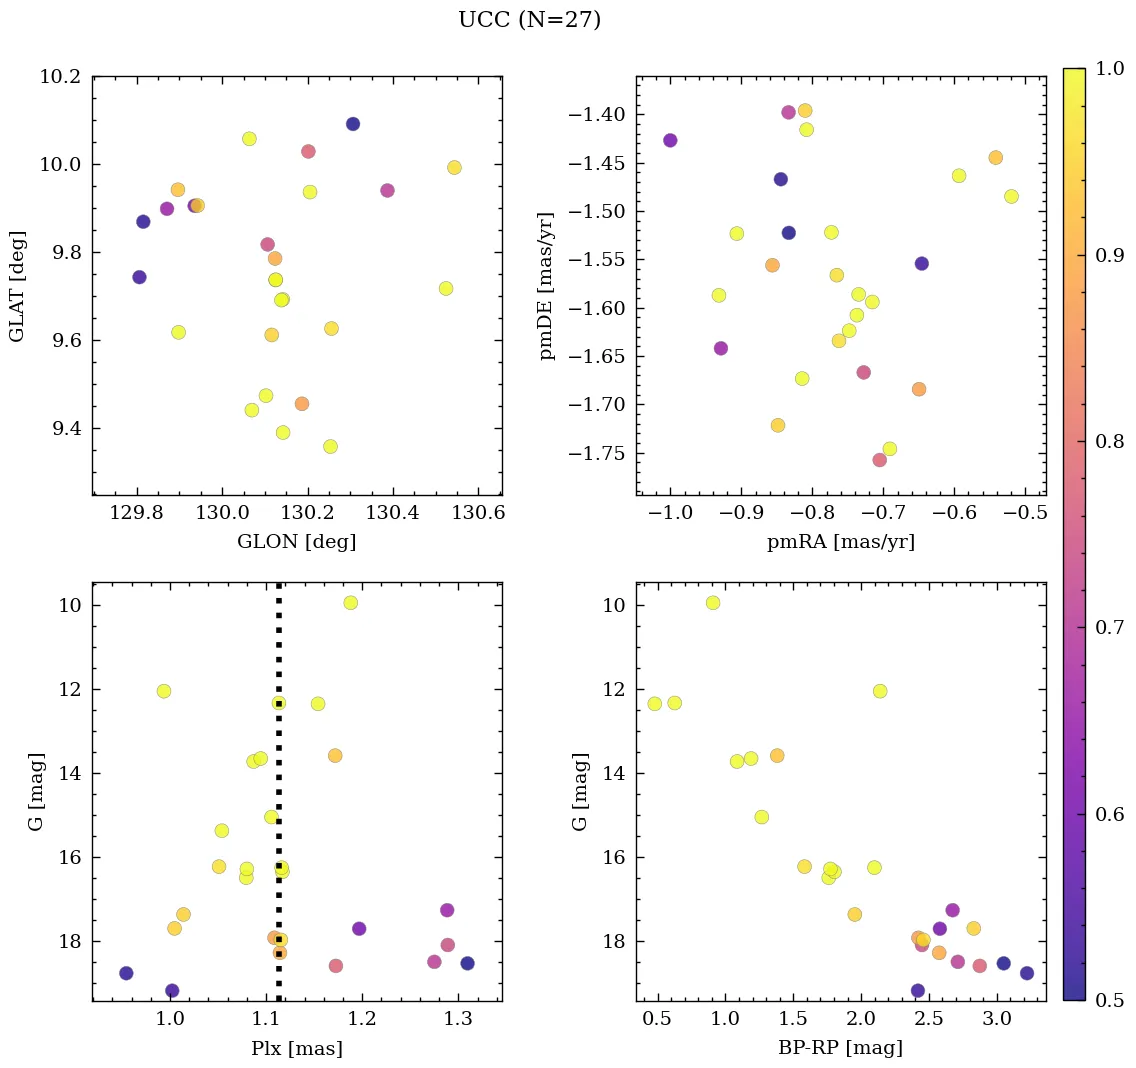 UCC (N=27)
10.2
10.0
9.8
9.6
9.4
GLAT [deg]
129.8 130.0 130.2 130.4 130.6
GLON [deg]
−1.40
−1.45
−1.50
−1.55
−1.60
−1.65
−1.70
−1.75
pmDE [mas/yr]
−1.0 −0.9 −0.8 −0.7 −0.6 −0.5
pmRA [mas/yr]
10
12
14
16
18
G [mag]
1.0 1.1 1.2 1.3
Plx [mas]
10
12
14
16
18
G [mag]
0.5 1.0 1.5 2.0 2.5 3.0
BP-RP [mag]
1.0
0.9
0.8
0.7
0.6
0.5